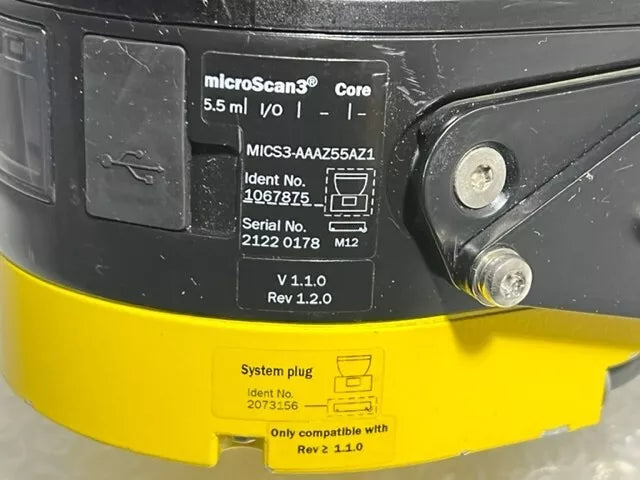 microScan3® Core
5.5 m| I/O | – | –
MICS3-AAAZ55AZ1
Ident No.
1067875
Serial No.
2122 0178
M12
V 1.1.0
Rev 1.2.0
System plug
Ident No.
2073156
Only compatible with
Rev ≥ 1.1.0